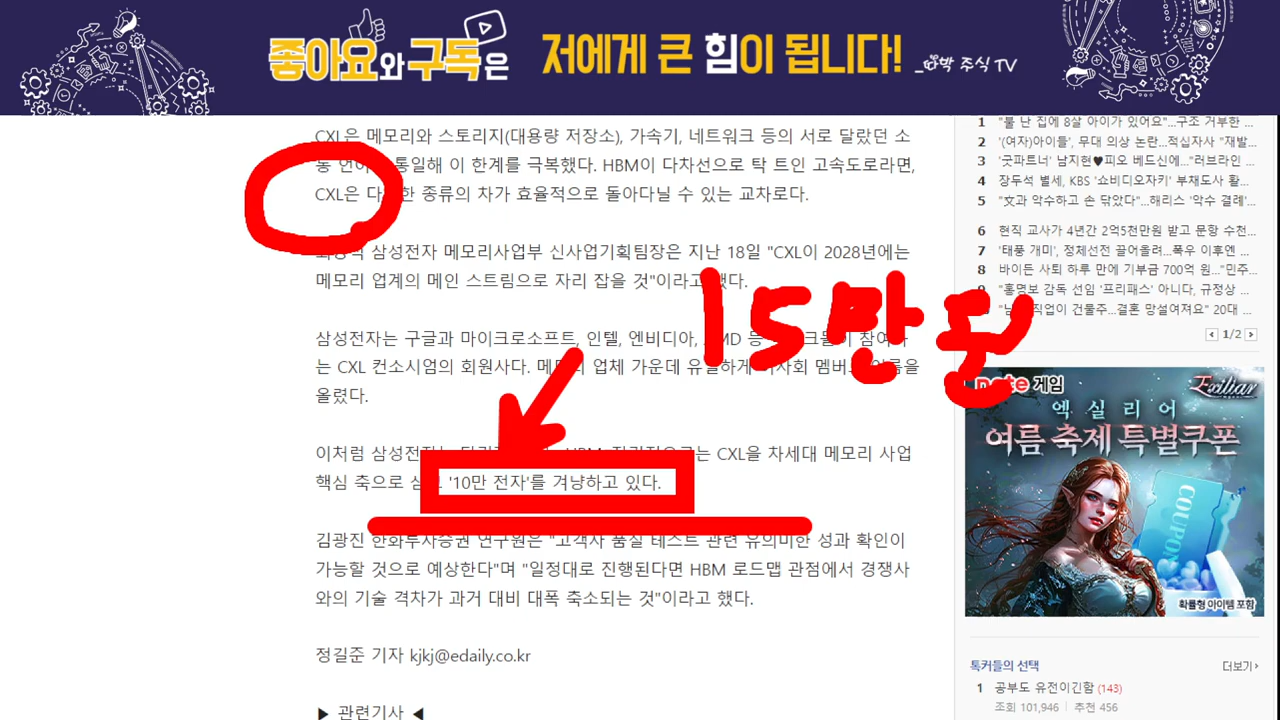 좋아요와구독은 저에게 큰 힘이 됩니다!
CXL은 메모리와 스토리지(대용량 저장소), 가속기, 네트워크 등의 서로 달랐던 소
통 언어 통일해 이 한계를 극복했다. HBM이 다차선으로 탁 트인 고속도로라면,
CXL은 다 한 종류의 차가 효율적으로 돌아다닐 수 있는 교차로다.
삼성전자 메모리사업부 신사업기획팀장은 지난 18일 "CXL이 2028년에는
메모리 업계의 메인 스트림으로 자리 잡을 것"이라고 했다.
15만 돈
삼성전자는 구글과 마이크로소프트, 인텔, 엔비디아,
는 CXL 컨소시엄의 회원사다. 업체 가운데 유일하게 이사회 멤버로 이름을
올렸다.
이처럼 CXL을 차세대 메모리 사업
핵심 축으로 '10만 전자'를 겨냥하고 있다.
김광진 한화투자증권 연구원은 "고객사 품질 테스트 관련 유의미한 성과 확인이
가능할 것으로 예상한다"며 "일정대로 진행된다면 HBM 로드맵 관점에서 경쟁사
와의 기술 격차가 과거 대비 대폭 축소되는 것"이라고 했다.
정길준 기자 kjkj@edaily.co.kr
▶ 관련기사 ◀
1 "불 난 집에 8살 아이가 있어요"...구조 거부한 ...
2 '(여자)아이들', 무대 의상 논란...적십자사 "재발...
3 '굿파트너' 남지현♥피오 베드신에..."러브라인 ...
4 장두석 별세, KBS '쇼비디오자키' 부채도사 활...
5 "文과 악수하고 손 닦았다"...해리스 '악수 결례'...
6 현직 교사가 4년간 2억5천만원 받고 문항 수천...
7 '태풍 개미', 정체전선 끌어올려...폭우 이후엔 ...
8 바이든 사퇴 하루 만에 기부금 700억 원..."민주...
9 "홍명보 감독 선임 '프리패스' 아니다, 규정상 ...
직업이 건물주...결혼 망설여져요" 20대 ...
1/2
note 게임
Exiliar
엑실리어
여름 축제 특별쿠폰
COUPON
확률형 아이템 포함
톡커들의 선택 더보기
1 공부도 유전이긴함 (143)
조회 101,946 추천 456